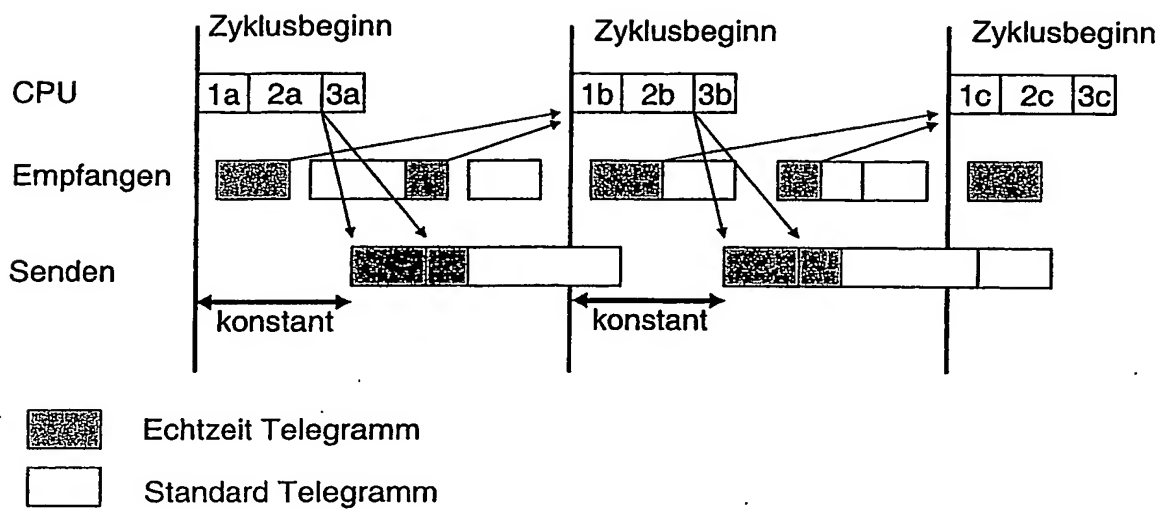 Zyklusbeginn Zyklusbeginn Zyklusbeginn
CPU 1a 2a 3a 1b 2b 3b 1c 2c 3c
Empfangen
Senden
konstant konstant
Echtzeit Telegramm
Standard Telegramm